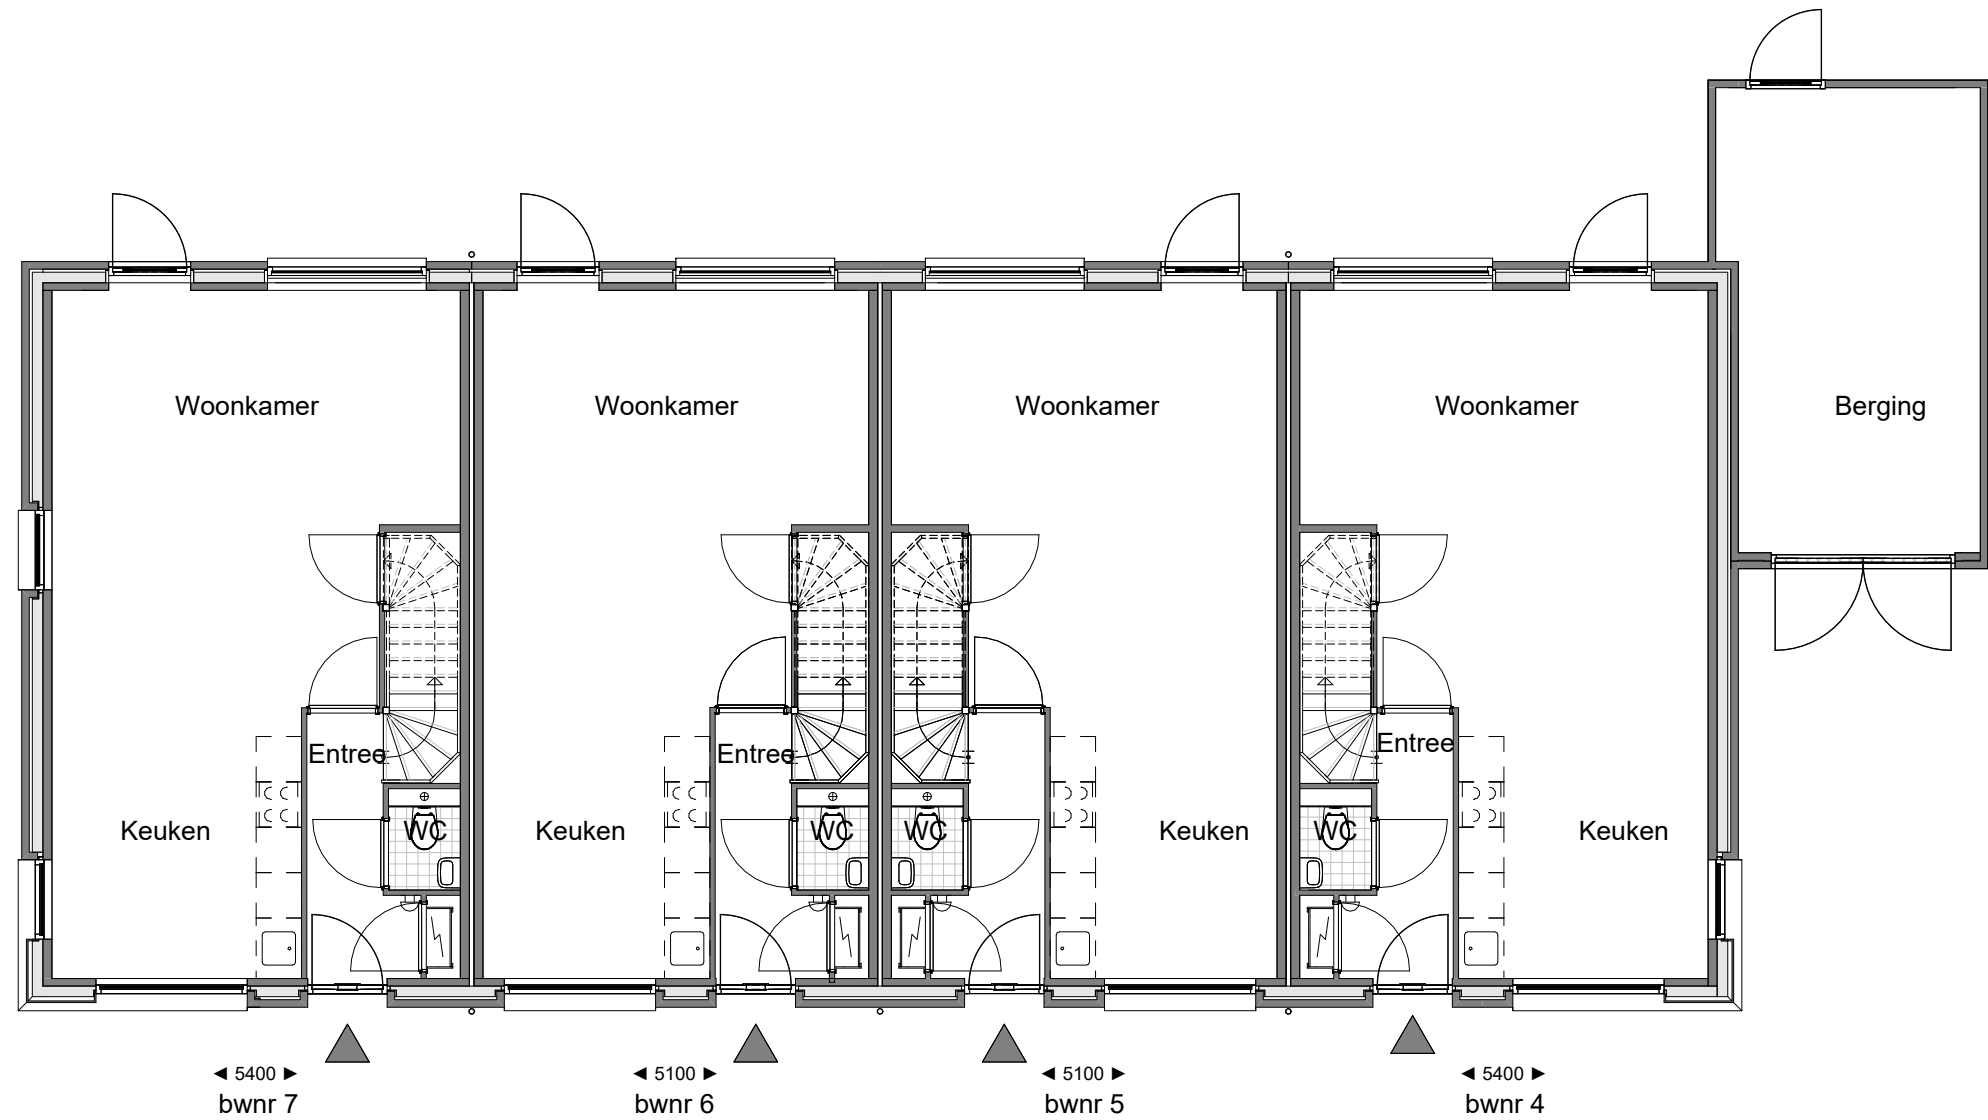 Woonkamer Woonkamer Woonkamer Woonkamer Berging
Entree Entree Entree
Keuken WC Keuken WC WC Keuken WC Keuken
◄ 5400 ► ◄ 5100 ► ◄ 5100 ► ◄ 5400 ►
bwnr 7 bwnr 6 bwnr 5 bwnr 4